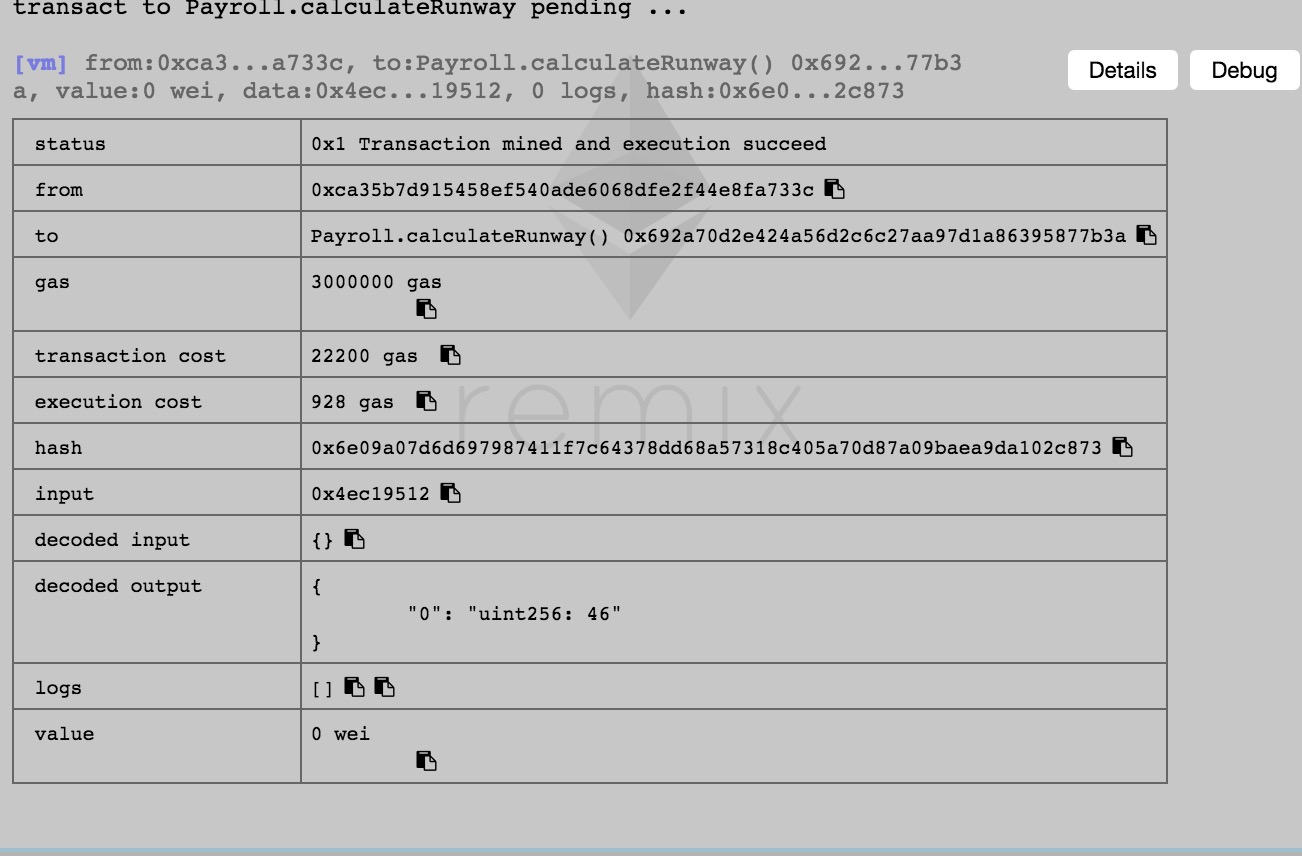 transact to Payroll.calculateRunway pending ...
[vm] from:0xca3...a733c, to:Payroll.calculateRunway() 0x692...77b3
a, value:0 wei, data:0x4ec...19512, 0 logs, hash:0x6e0...2c873
Details
Debug
status 0x1 Transaction mined and execution succeed
from 0xca35b7d915458ef540ade6068dfe2f44e8fa733c
to Payroll.calculateRunway() 0x692a70d2e424a56d2c6c27aa97d1a86395877b3a
gas 3000000 gas
transaction cost 22200 gas
execution cost 928 gas
hash 0x6e09a07d6d697987411f7c64378dd68a57318c405a70d87a09baea9da102c873
input 0x4ec19512
decoded input {}
decoded output {
"0": "uint256: 46"
}
logs []
value 0 wei
remix